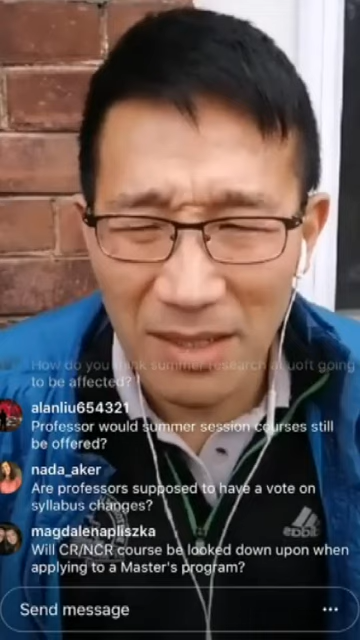 How do you think summer research at uoft going
to be affected?
alanliu654321
Professor would summer session courses still
be offered?
nada_aker
Are professors supposed to have a vote on
syllabus changes?
magdalenapliszka
Will CR/NCR course be looked down upon when
applying to a Master's program?
adidas
Send message